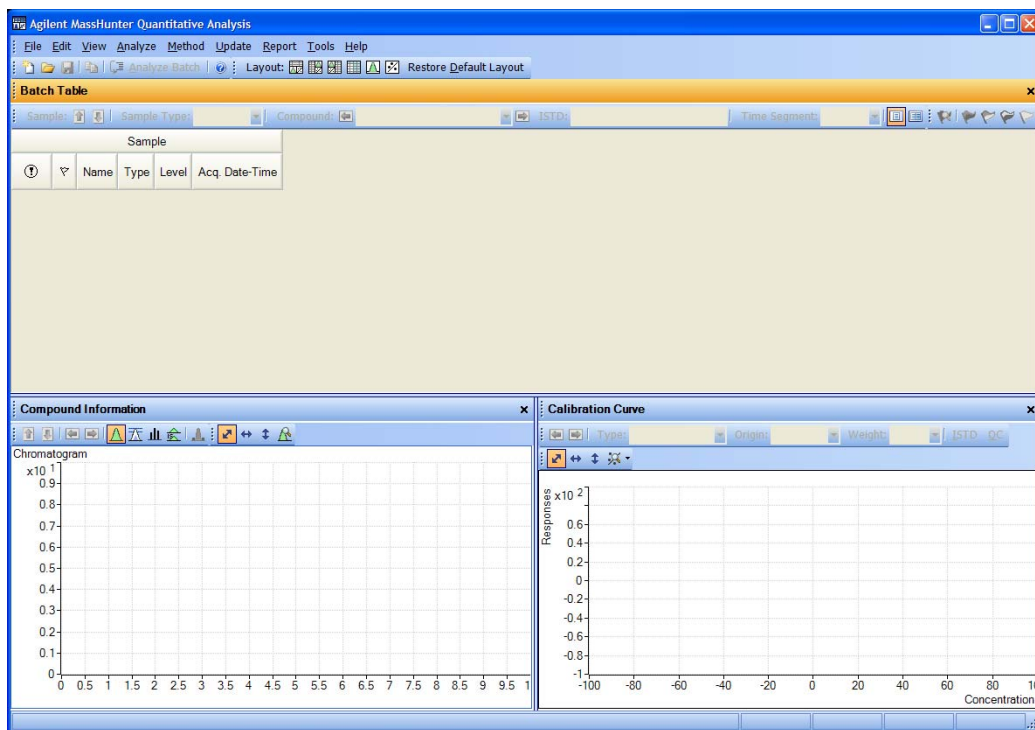 Agilent MassHunter Quantitative Analysis
File Edit View Analyze Method Update Report Tools Help
Analyze Batch Layout: Restore Default Layout
Batch Table
Sample: Sample Type: Compound: ISTD: Time Segment:
Sample
Name Type Level Acq. Date-Time
Compound Information
Chromatogram
x10 1
0.9
0.8
0.7
0.6
0.5
0.4
0.3
0.2
0.1
0
0 0.5 1 1.5 2 2.5 3 3.5 4 4.5 5 5.5 6 6.5 7 7.5 8 8.5 9 9.5 1
Calibration Curve
Type: Origin: Weight: ISTD QC
Responses
x10 2
0.6
0.4
0.2
0
-0.2
-0.4
-0.6
-0.8
-1
-100 -80 -60 -40 -20 0 20 40 60 80 10
Concentration